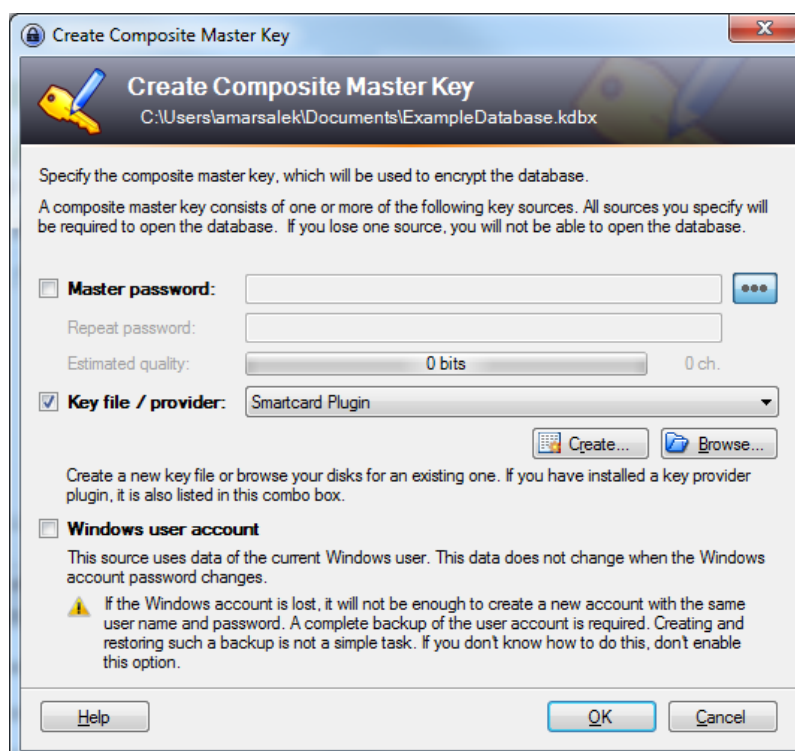 Create Composite Master Key
Create Composite Master Key
C:\Users\amarsalek\Documents\ExampleDatabase.kdbx
Specify the composite master key, which will be used to encrypt the database.
A composite master key consists of one or more of the following key sources. All sources you specify will
be required to open the database. If you lose one source, you will not be able to open the database.
Master password:
Repeat password:
Estimated quality: 0 bits 0 ch.
Key file / provider: Smartcard Plugin
Create... Browse...
Create a new key file or browse your disks for an existing one. If you have installed a key provider
plugin, it is also listed in this combo box.
Windows user account
This source uses data of the current Windows user. This data does not change when the Windows
account password changes.
If the Windows account is lost, it will not be enough to create a new account with the same
user name and password. A complete backup of the user account is required. Creating and
restoring such a backup is not a simple task. If you don't know how to do this, don't enable
this option.
Help OK Cancel